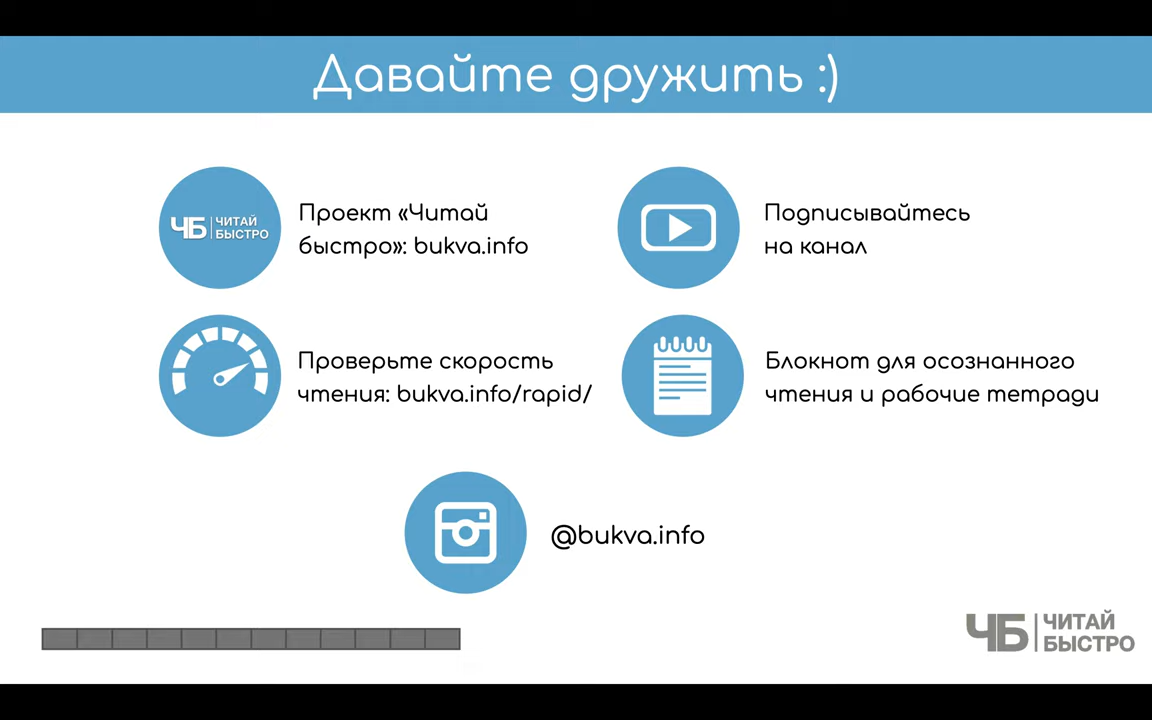 Давайте дружить :)
ЧБ ЧИТАЙ
БЫСТРО
Проект «Читай
быстро»: bukva.info
Подписывайтесь
на канал
Проверьте скорость
чтения: bukva.info/rapid/
Блокнот для осознанного
чтения и рабочие тетради
@bukva.info
ЧБ ЧИТАЙ
БЫСТРО